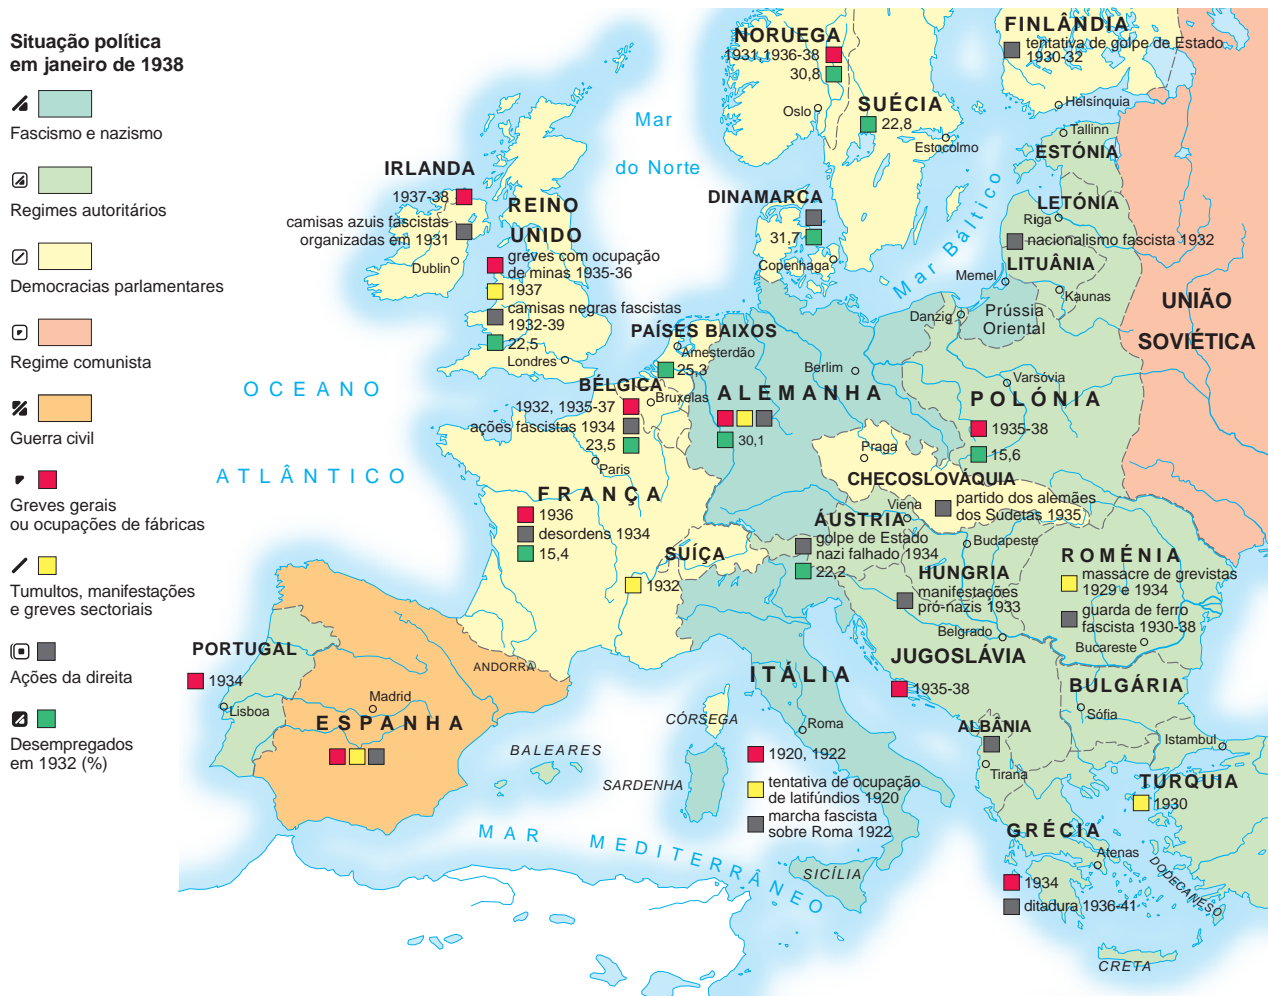 Situação política
em janeiro de 1938
Fascismo e nazismo
Regimes autoritários
Democracias parlamentares
Regime comunista
Guerra civil
Greves gerais
ou ocupações de fábricas
Tumultos, manifestações
e greves sectoriais
Ações da direita
Desempregados
em 1932 (%)
NORUEGA
1931,1936-38
30,8
Oslo
SUÉCIA
22,8
Estocolmo
FINLÂNDIA
tentativa de golpe de Estado
1930-32
Helsínquia
Tallinn
ESTÓNIA
LETÓNIA
Riga
nacionalismo fascista 1932
LITUÂNIA
Memel
Kaunas
Mar
do Norte
Mar Báltico
IRLANDA
1937-38
camisas azuis fascistas
organizadas em 1931
Dublin
REINO
UNIDO
greves com ocupação
de minas 1935-36
1937
camisas negras fascistas
1932-39
22,5
Londres
DINAMARCA
31,7
Copenhaga
PAÍSES BAIXOS
Amesterdão
25,3
BÉLGICA
Bruxelas
1932, 1935-37
ações fascistas 1934
23,5
Danzig
Prússia
Oriental
UNIÃO
SOVIÉTICA
Berlim
ALEMANHA
30,1
Varsóvia
POLÓNIA
1935-38
15,6
OCEANO
ATLÂNTICO
Paris
FRANÇA
1936
desordens 1934
15,4
Praga
CHECOSLOVÁQUIA
partido dos alemães
dos Sudetas 1935
SUÍÇA
1932
Viena
ÁUSTRIA
golpe de Estado
nazi falhado 1934
22,2
Budapeste
HUNGRIA
manifestações
pró-nazis 1933
ROMÉNIA
massacre de grevistas
1929 e 1934
guarda de ferro
fascista 1930-38
Bucareste
Belgrado
JUGOSLÁVIA
1935-38
BULGÁRIA
Sófia
PORTUGAL
1934
Lisboa
Madrid
ESPANHA
ANDORRA
BALEARES
CÓRSEGA
SARDENHA
ITÁLIA
Roma
1920, 1922
tentativa de ocupação
de latifúndios 1920
marcha fascista
sobre Roma 1922
SICÍLIA
MAR MEDITERRÂNEO
ALBÂNIA
Tirana
Istambul
TURQUIA
1930
GRÉCIA
Atenas
1934
ditadura 1936-41
DODECANESO
CRETA